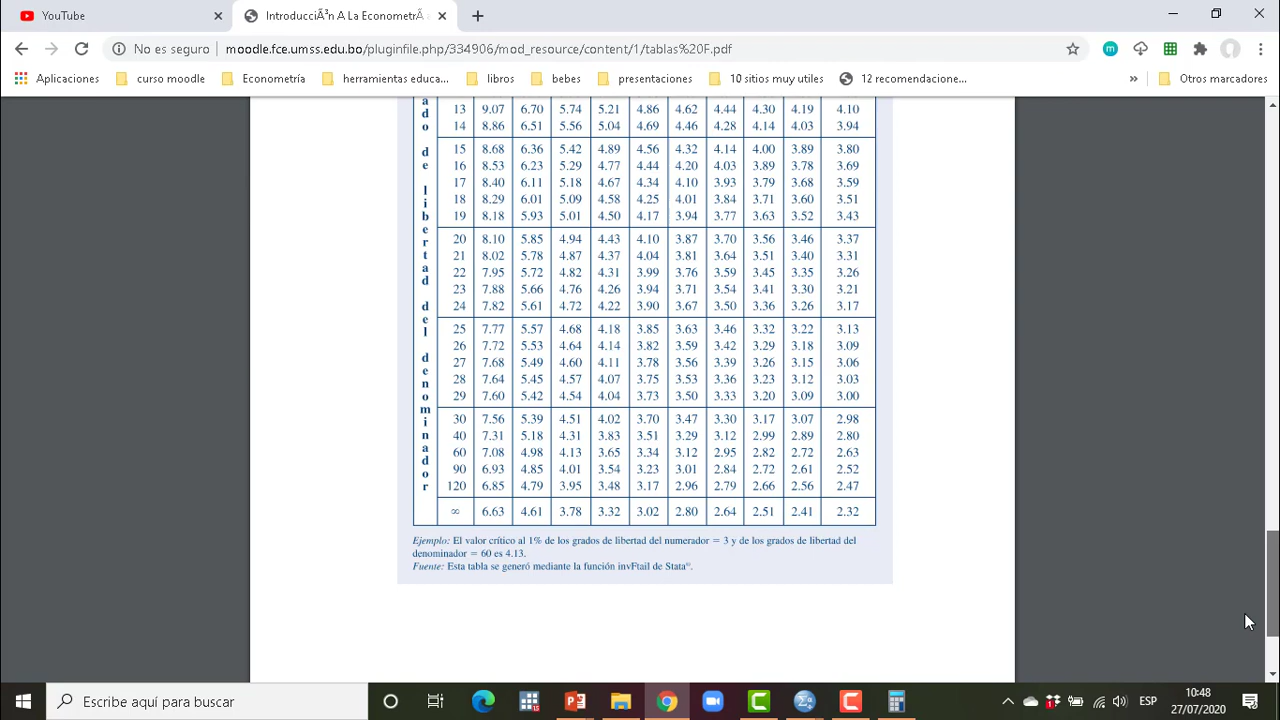 YouTube
IntroducciÃ³n A La EconometrÃ
No es seguro
moodle.fce.umss.edu.bo/pluginfile.php/334906/mod_resource/content/1/tablas%20F.pdf
Aplicaciones curso moodle Econometría herramientas educa... libros bebes presentaciones 10 sitios muy utiles 12 recomendacione... » Otros marcadores
ado de libertad del denominador
13 9.07 6.70 5.74 5.21 4.86 4.62 4.44 4.30 4.19 4.10
14 8.86 6.51 5.56 5.04 4.69 4.46 4.28 4.14 4.03 3.94
15 8.68 6.36 5.42 4.89 4.56 4.32 4.14 4.00 3.89 3.80
16 8.53 6.23 5.29 4.77 4.44 4.20 4.03 3.89 3.78 3.69
17 8.40 6.11 5.18 4.67 4.34 4.10 3.93 3.79 3.68 3.59
18 8.29 6.01 5.09 4.58 4.25 4.01 3.84 3.71 3.60 3.51
19 8.18 5.93 5.01 4.50 4.17 3.94 3.77 3.63 3.52 3.43
20 8.10 5.85 4.94 4.43 4.10 3.87 3.70 3.56 3.46 3.37
21 8.02 5.78 4.87 4.37 4.04 3.81 3.64 3.51 3.40 3.31
22 7.95 5.72 4.82 4.31 3.99 3.76 3.59 3.45 3.35 3.26
23 7.88 5.66 4.76 4.26 3.94 3.71 3.54 3.41 3.30 3.21
24 7.82 5.61 4.72 4.22 3.90 3.67 3.50 3.36 3.26 3.17
25 7.77 5.57 4.68 4.18 3.85 3.63 3.46 3.32 3.22 3.13
26 7.72 5.53 4.64 4.14 3.82 3.59 3.42 3.29 3.18 3.09
27 7.68 5.49 4.60 4.11 3.78 3.56 3.39 3.26 3.15 3.06
28 7.64 5.45 4.57 4.07 3.75 3.53 3.36 3.23 3.12 3.03
29 7.60 5.42 4.54 4.04 3.73 3.50 3.33 3.20 3.09 3.00
30 7.56 5.39 4.51 4.02 3.70 3.47 3.30 3.17 3.07 2.98
40 7.31 5.18 4.31 3.83 3.51 3.29 3.12 2.99 2.89 2.80
60 7.08 4.98 4.13 3.65 3.34 3.12 2.95 2.82 2.72 2.63
90 6.93 4.85 4.01 3.54 3.23 3.01 2.84 2.72 2.61 2.52
120 6.85 4.79 3.95 3.48 3.17 2.96 2.79 2.66 2.56 2.47
∞ 6.63 4.61 3.78 3.32 3.02 2.80 2.64 2.51 2.41 2.32
Ejemplo: El valor crítico al 1% de los grados de libertad del numerador = 3 y de los grados de libertad del
denominador = 60 es 4.13.
Fuente: Esta tabla se generó mediante la función invFtail de Stata®.
Escribe aquí para buscar
ESP
10:48
27/07/2020